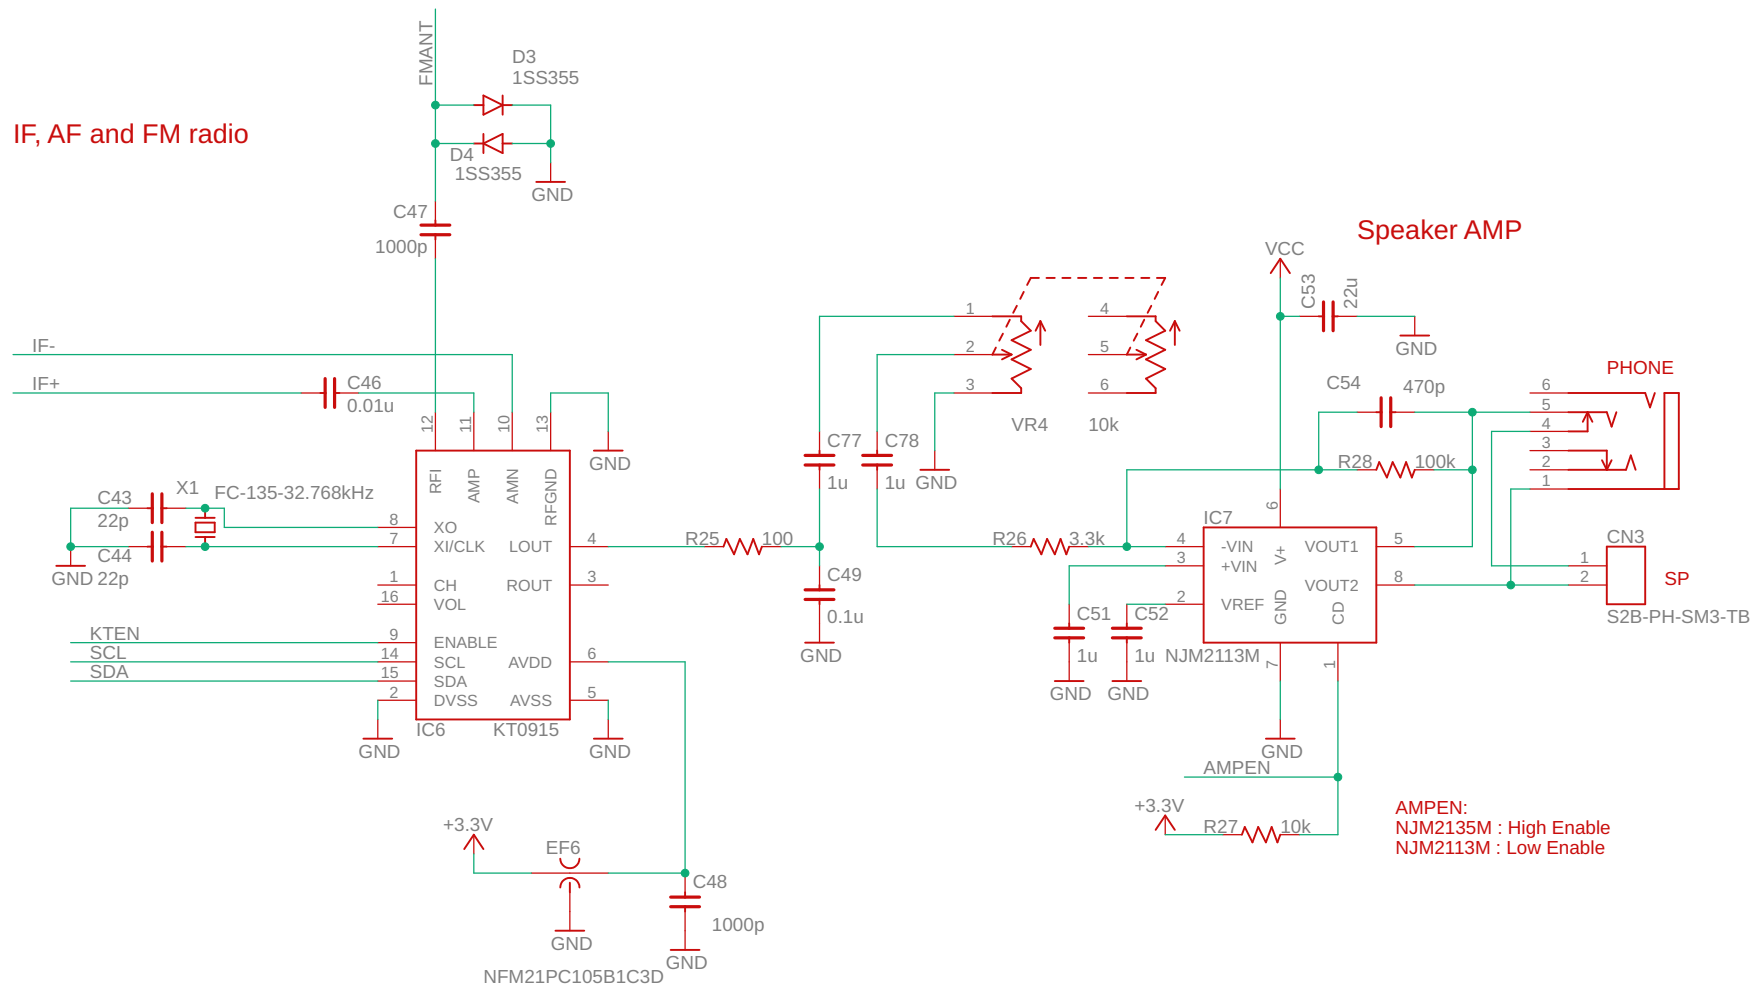 FMANT
D3
1SS355
D4
1SS355
GND
IF, AF and FM radio
C47
1000p
IF-
IF+
C46
0.01u
12
11
10
13
GND
RFI
AMP
AMN
RFGND
C43
22p
X1
FC-135-32.768kHz
C44
GND 22p
8
XO
7
XI/CLK
1
CH
16
VOL
KTEN
9
ENABLE
SCL
14
SCL
SDA
15
SDA
2
DVSS
GND
LOUT
4
ROUT
3
AVDD
6
AVSS
5
GND
IC6
KT0915
+3.3V
EF6
GND
NFM21PC105B1C3D
C48
1000p
GND
R25
100
C77
1u
C78
1u
GND
C49
0.1u
GND
1
2
3
4
5
6
VR4
10k
Speaker AMP
VCC
C53
22u
GND
C54
470p
R28
100k
R26
3.3k
IC7
6
4
-VIN
3
+VIN
2
VREF
V+
GND
CD
VOUT1
5
VOUT2
8
C51
1u
GND
C52
1u
GND
NJM2113M
7
1
GND
AMPEN
+3.3V
R27
10k
PHONE
6
5
4
3
2
1
CN3
1
2
SP
S2B-PH-SM3-TB
AMPEN:
NJM2135M : High Enable
NJM2113M : Low Enable